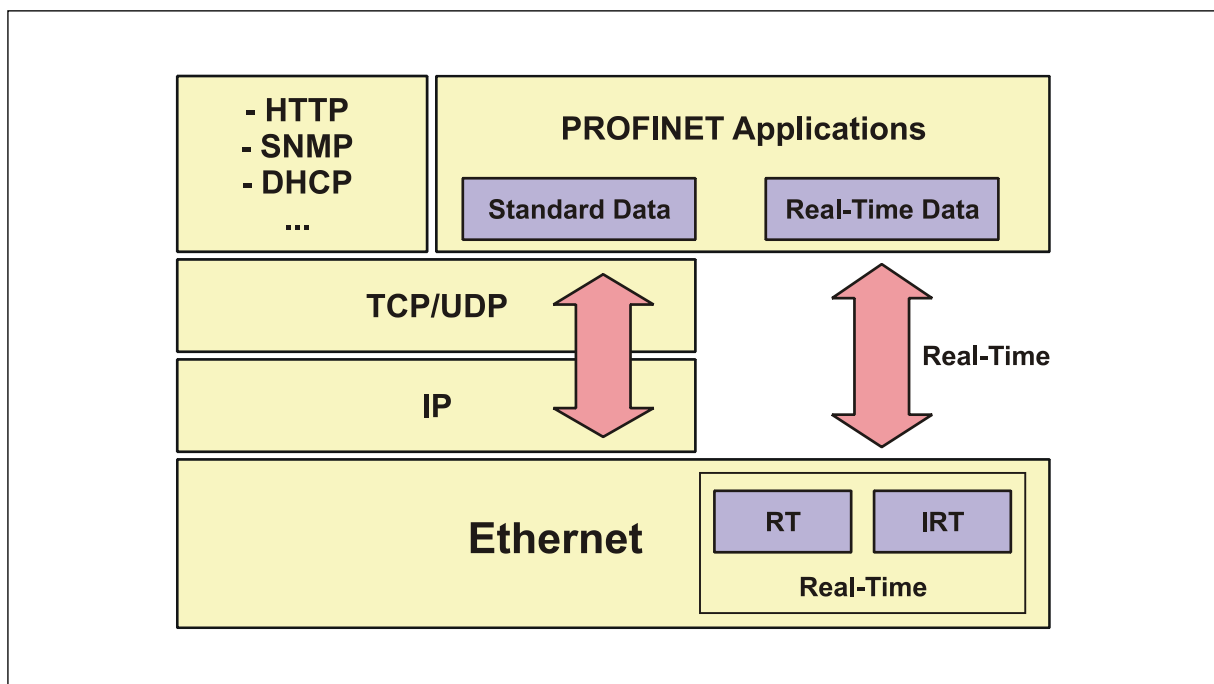 - HTTP
- SNMP
- DHCP
...
PROFINET Applications
Standard Data
Real-Time Data
TCP/UDP
Real-Time
IP
Ethernet
RT
IRT
Real-Time